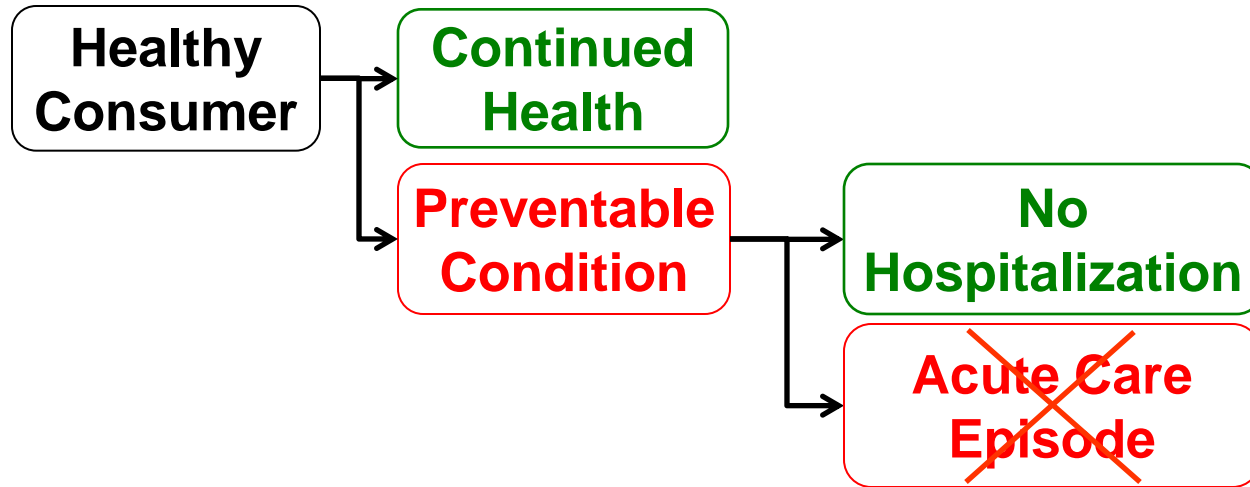 Healthy
Consumer
Continued
Health
Preventable
Condition
No
Hospitalization
Acute Care
Episode